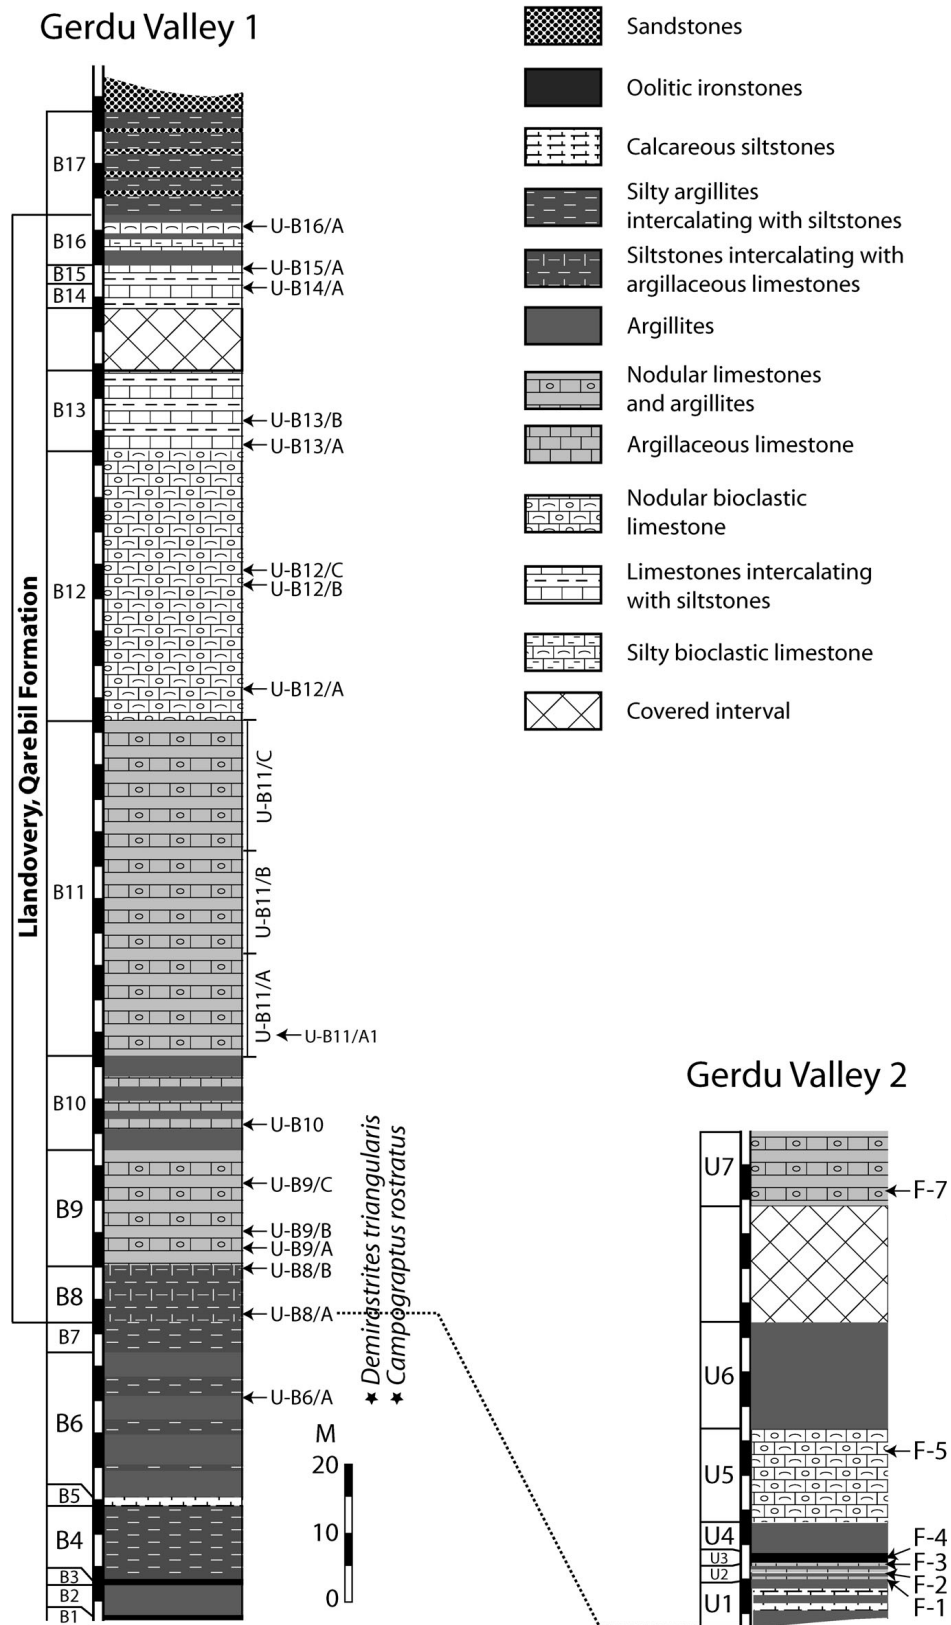 Gerdu Valley 1
Sandstones
Oolitic ironstones
Calcareous siltstones
Silty argillites
intercalating with siltstones
Siltstones intercalating with
argillaceous limestones
Argillites
Nodular limestones
and argillites
Argillaceous limestone
Nodular bioclastic
limestone
Limestones intercalating
with siltstones
Silty bioclastic limestone
Covered interval
Llandovery, Qarebil Formation
B17
B16
B15
B14
B13
B12
B11
B10
B9
B8
B7
B6
B5
B4
B3
B2
B1
U-B16/A
U-B15/A
U-B14/A
U-B13/B
U-B13/A
U-B12/C
U-B12/B
U-B12/A
U-B11/C
U-B11/B
U-B11/A
U-B11/A1
U-B10
U-B9/C
U-B9/B
U-B9/A
U-B8/B
U-B8/A
U-B6/A
★ Demirastrites triangularis
★ Campograptus rostratus
M
20
10
0
Gerdu Valley 2
U7
U6
U5
U4
U3
U2
U1
F-7
F-5
F-4
F-3
F-2
F-1